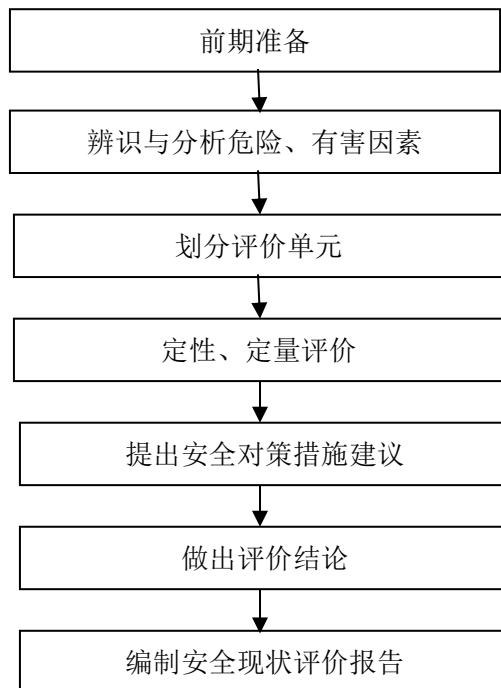 前期准备
辨识与分析危险、有害因素
划分评价单元
定性、定量评价
提出安全对策措施建议
做出评价结论
编制安全现状评价报告